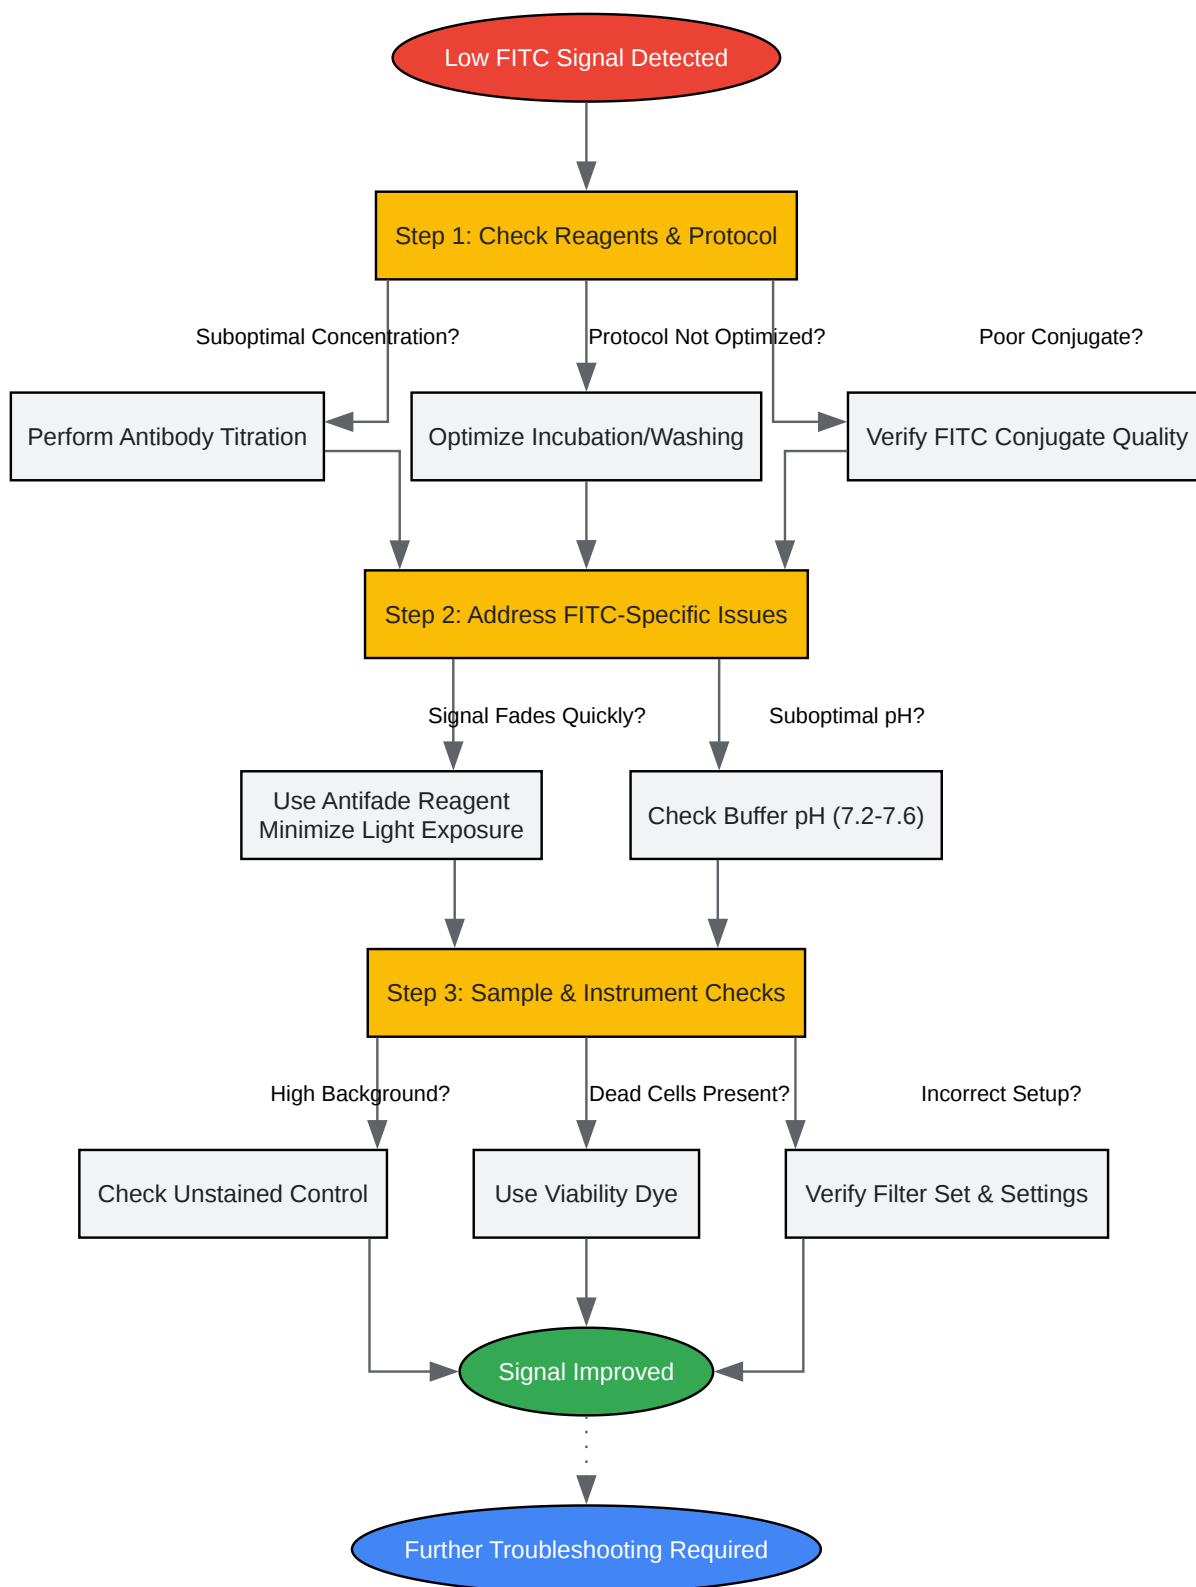 Low FITC Signal Detected
Step 1: Check Reagents & Protocol
Suboptimal Concentration?
Protocol Not Optimized?
Poor Conjugate?
Perform Antibody Titration
Optimize Incubation/Washing
Verify FITC Conjugate Quality
Step 2: Address FITC-Specific Issues
Signal Fades Quickly?
Suboptimal pH?
Use Antifade Reagent
Minimize Light Exposure
Check Buffer pH (7.2-7.6)
Step 3: Sample & Instrument Checks
High Background?
Dead Cells Present?
Incorrect Setup?
Check Unstained Control
Use Viability Dye
Verify Filter Set & Settings
Signal Improved
Further Troubleshooting Required